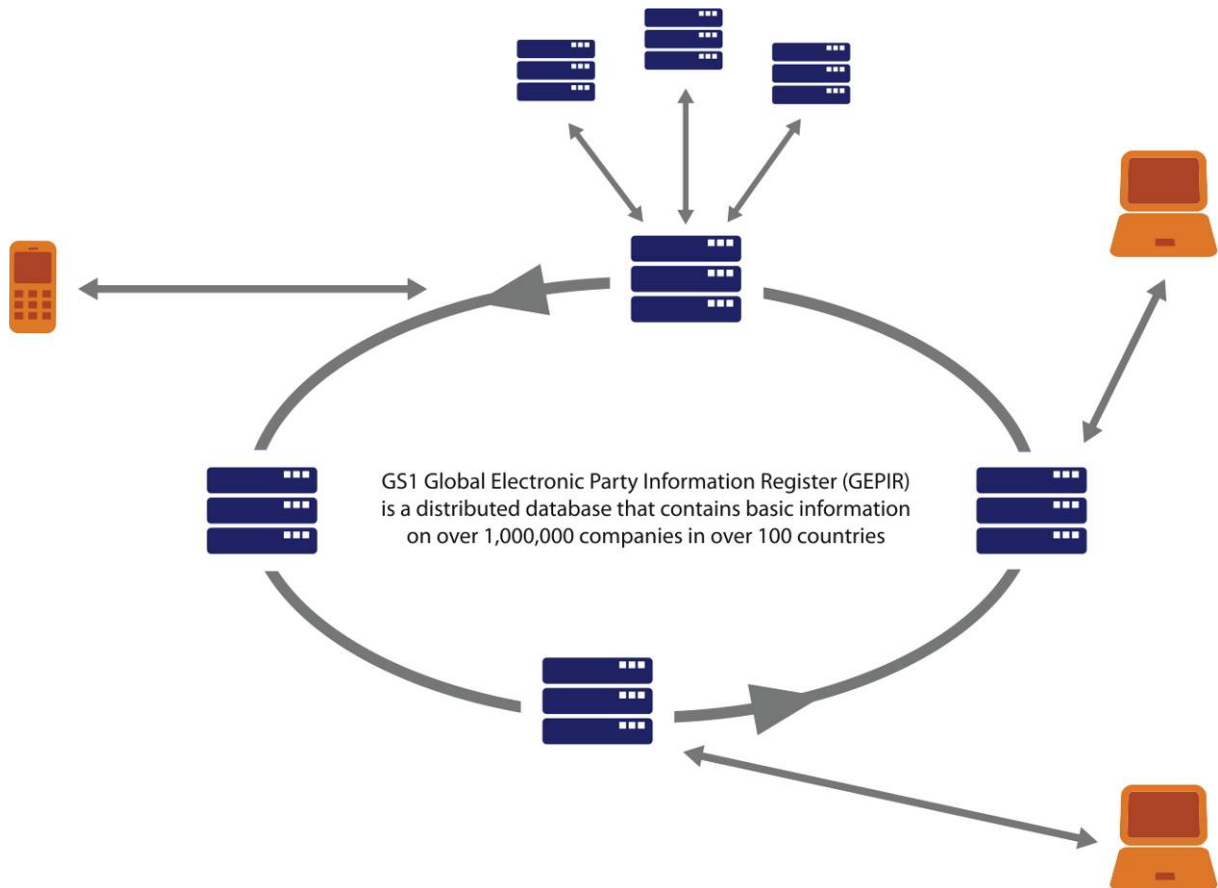 GS1 Global Electronic Party Information Register (GEPIR)
is a distributed database that contains basic information
on over 1,000,000 companies in over 100 countries